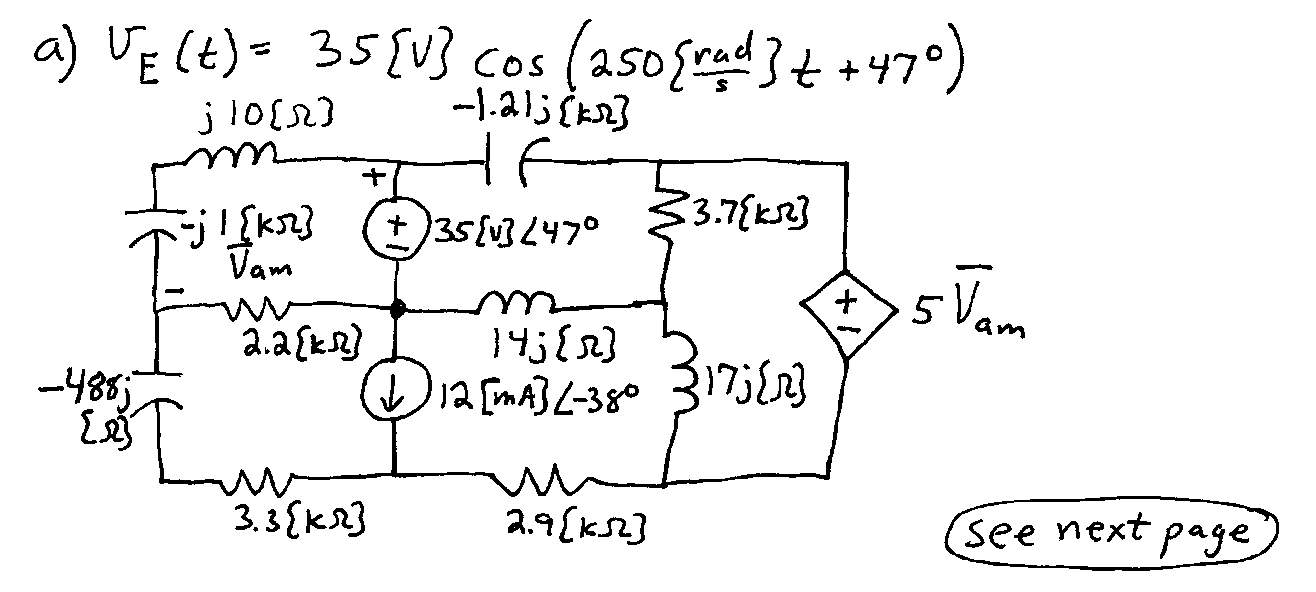 a) VE(t) = 35[V] cos(250{rad/s}t + 47°)
j10[Ω]
-1.21j[kΩ]
-j1[kΩ]
+
+
-
35[V]∠47°
3.7[kΩ]
V̅am
-
2.2[kΩ]
14j[Ω]
+
-
5 V̅am
-488j
[Ω]
12[mA]∠-38°
17j[Ω]
3.3[kΩ]
2.9[kΩ]
see next page